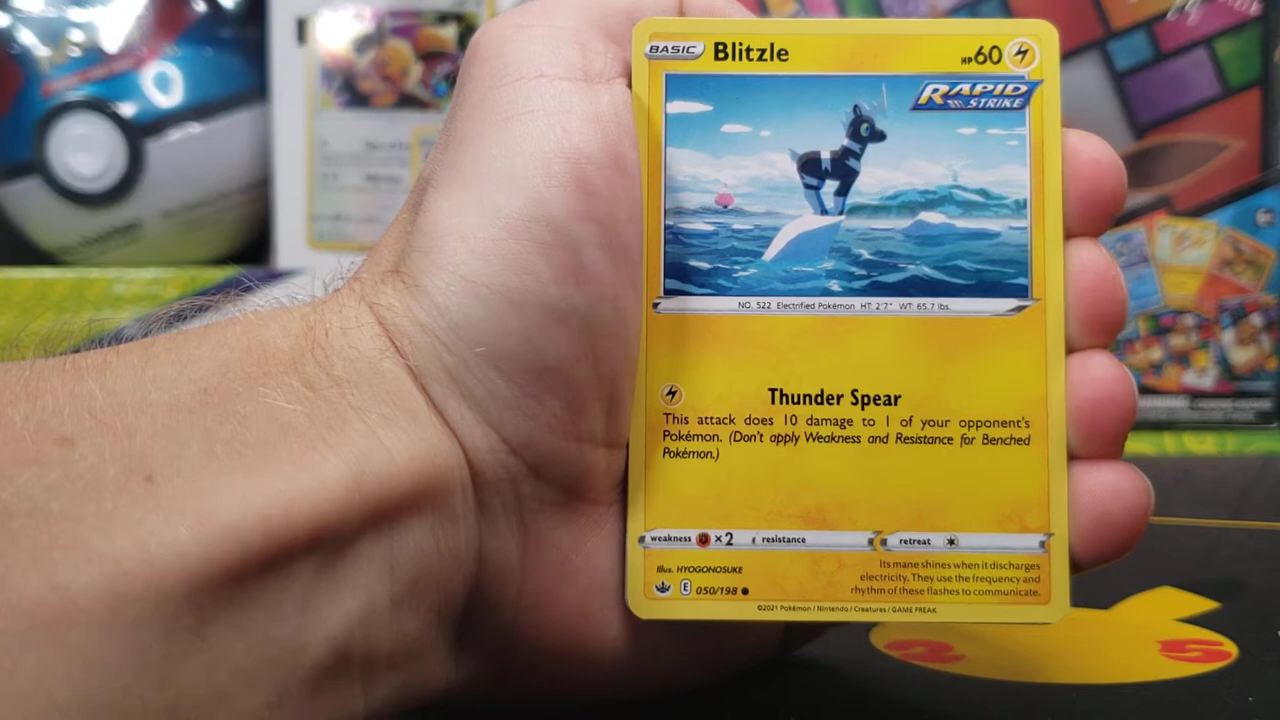 BASIC Blitzle HP60
RAPID
STRIKE
NO. 522 Electrified Pokémon HT: 2'7" WT: 65.7 lbs.
Thunder Spear
This attack does 10 damage to 1 of your opponent's
Pokémon. (Don't apply Weakness and Resistance for Benched
Pokémon.)
weakness ×2 resistance retreat
Illus. HYOGONOSUKE
E 050/198
Its mane shines when it discharges
electricity. They use the frequency and
rhythm of these flashes to communicate.
©2021 Pokémon / Nintendo / Creatures / GAME FREAK
2 5